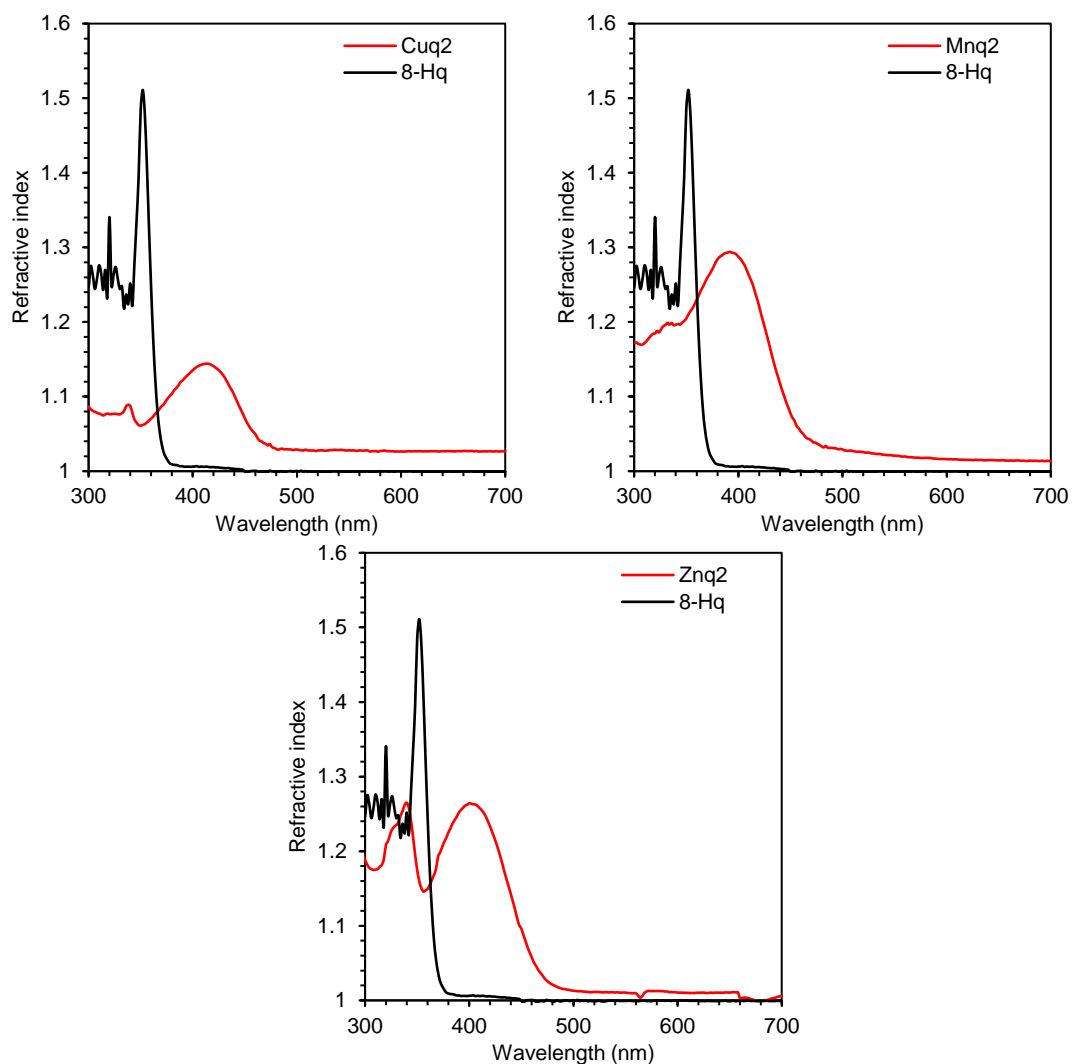 1.6
1.5
1.4
1.3
1.2
1.1
1
Refractive index
Cuq2
8-Hq
300 400 500 600 700
Wavelength (nm)
1.6
1.5
1.4
1.3
1.2
1.1
1
Refractive index
Mnq2
8-Hq
300 400 500 600 700
Wavelength (nm)
1.6
1.5
1.4
1.3
1.2
1.1
1
Refractive index
Znq2
8-Hq
300 400 500 600 700
Wavelength (nm)